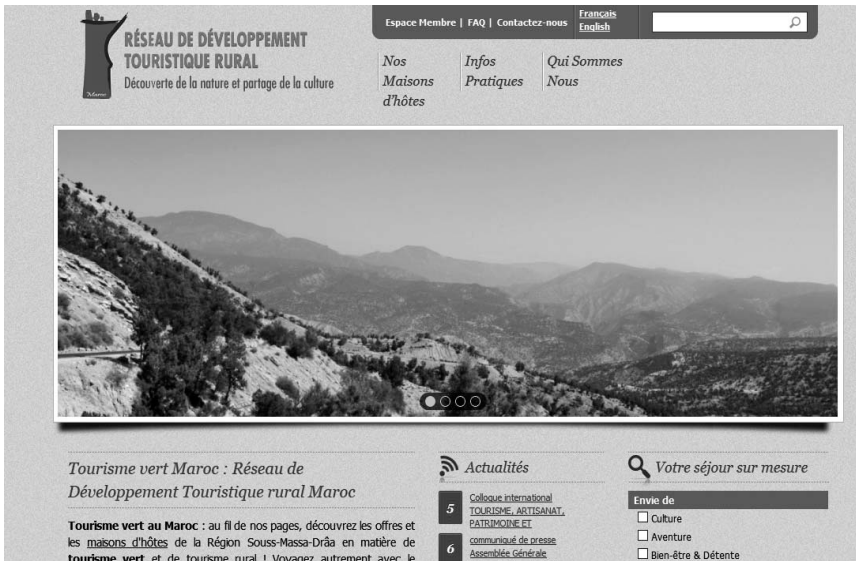 Espace Membre | FAQ | Contactez-nous
Français
English
Maroc
RÉSEAU DE DÉVELOPPEMENT
TOURISTIQUE RURAL
Découverte de la nature et partage de la culture
Nos
Maisons
d'hôtes
Infos
Pratiques
Qui Sommes
Nous
Tourisme vert Maroc : Réseau de
Développement Touristique rural Maroc
Tourisme vert au Maroc : au fil de nos pages, découvrez les offres et
les maisons d'hôtes de la Région Souss-Massa-Drâa en matière de
tourisme vert et de tourisme rural ! Voyagez autrement avec le
Actualités
5
Colloque international
TOURISME, ARTISANAT,
PATRIMOINE ET
6
communiqué de presse
Assemblée Générale
Votre séjour sur mesure
Envie de
Culture
Aventure
Bien-être & Détente